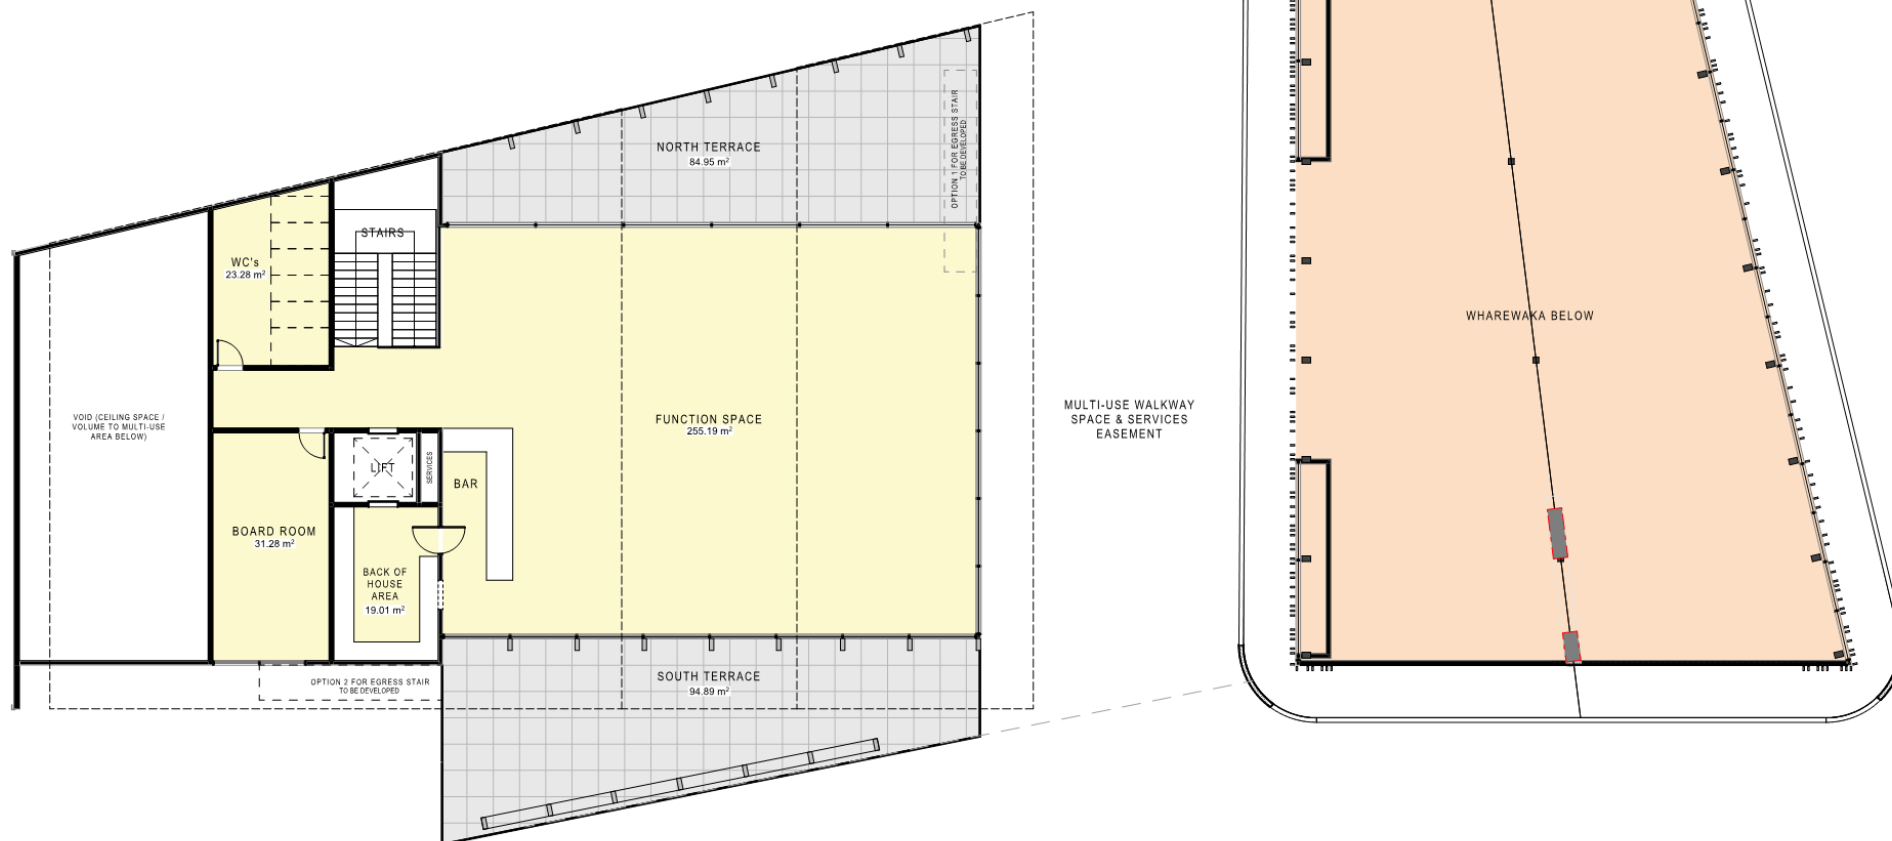 NORTH TERRACE
84.95 m²
OPTION 1 FOR EGRESS STAIR
TO BE DEVELOPED
STAIRS
WC's
23.28 m²
WHAREWAKA BELOW
VOID (CEILING SPACE /
VOLUME TO MULTI-USE
AREA BELOW)
FUNCTION SPACE
255.19 m²
MULTI-USE WALKWAY
SPACE & SERVICES
EASEMENT
LIFT
SERVICES
BAR
BOARD ROOM
31.28 m²
BACK OF
HOUSE
AREA
19.01 m²
SOUTH TERRACE
94.89 m²
OPTION 2 FOR EGRESS STAIR
TO BE DEVELOPED